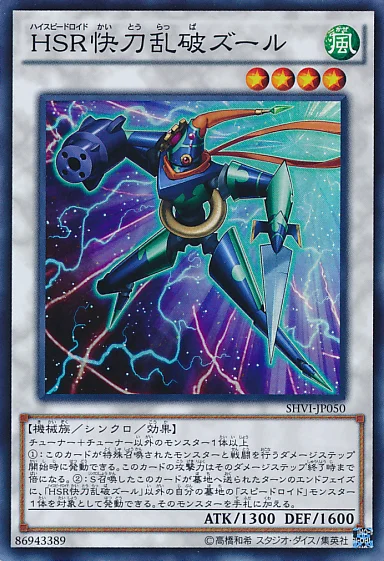 ハイスピードロイド かい とう らっ ぱ
HSR快刀乱破ズール
風
SHVI-JP050
【機械族/シンクロ/効果】
チューナー+チューナー以外のモンスター1体以上
①:このカードが特殊召喚されたモンスターと戦闘を行うダメージステップ
開始時に発動できる。このカードの攻撃力はそのダメージステップ終了時まで
倍になる。②:S召喚したこのカードが墓地へ送られたターンのエンドフェイズ
に、「HSR快刀乱破ズール」以外の自分の墓地の「スピードロイド」モンスター
1体を対象として発動できる。そのモンスターを手札に加える。
ATK/1300 DEF/1600
86943389
©高橋和希 スタジオ・ダイス/集英社